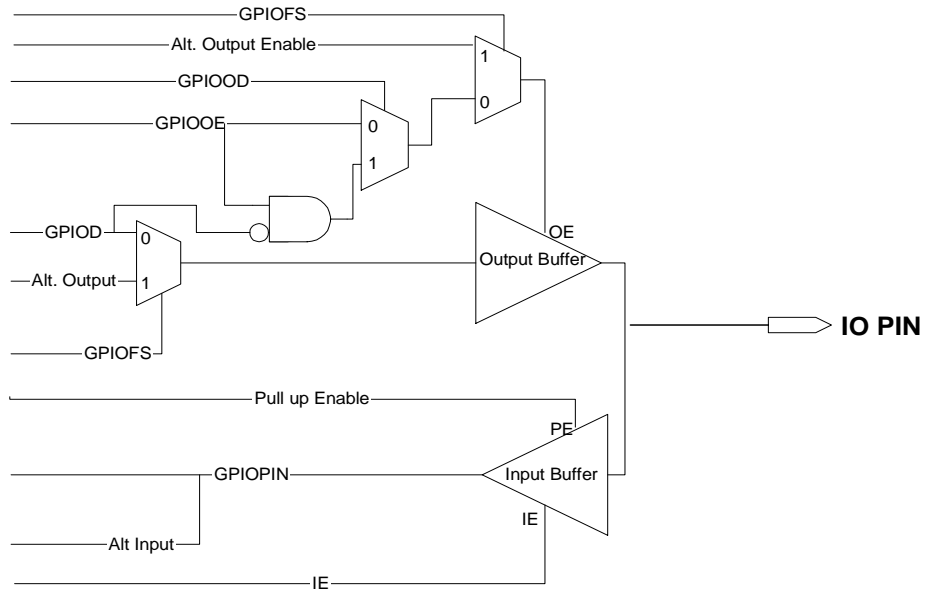 GPIOFS
Alt. Output Enable
1
GPIOOD
0
GPIOOE
0
1
GPIOD
0
OE
Output Buffer
Alt. Output
1
IO PIN
GPIOFS
Pull up Enable
PE
GPIOPIN
Input Buffer
IE
Alt Input
IE